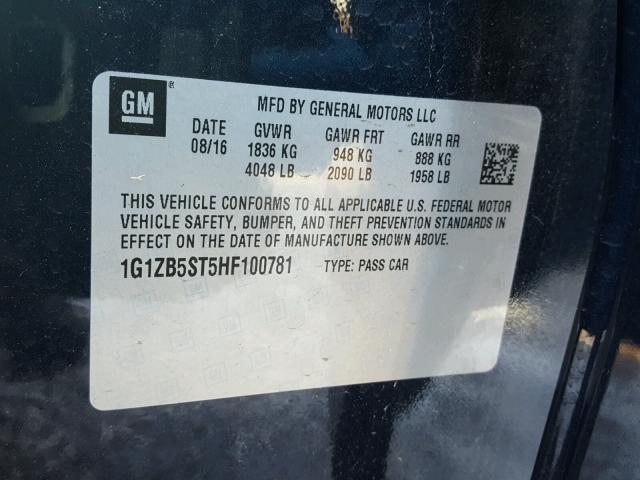 GM®
MFD BY GENERAL MOTORS LLC
DATE GVWR GAWR FRT GAWR RR
08/16 1836 KG 948 KG 888 KG
4048 LB 2090 LB 1958 LB
THIS VEHICLE CONFORMS TO ALL APPLICABLE U.S. FEDERAL MOTOR
VEHICLE SAFETY, BUMPER, AND THEFT PREVENTION STANDARDS IN
EFFECT ON THE DATE OF MANUFACTURE SHOWN ABOVE.
1G1ZB5ST5HF100781 TYPE: PASS CAR